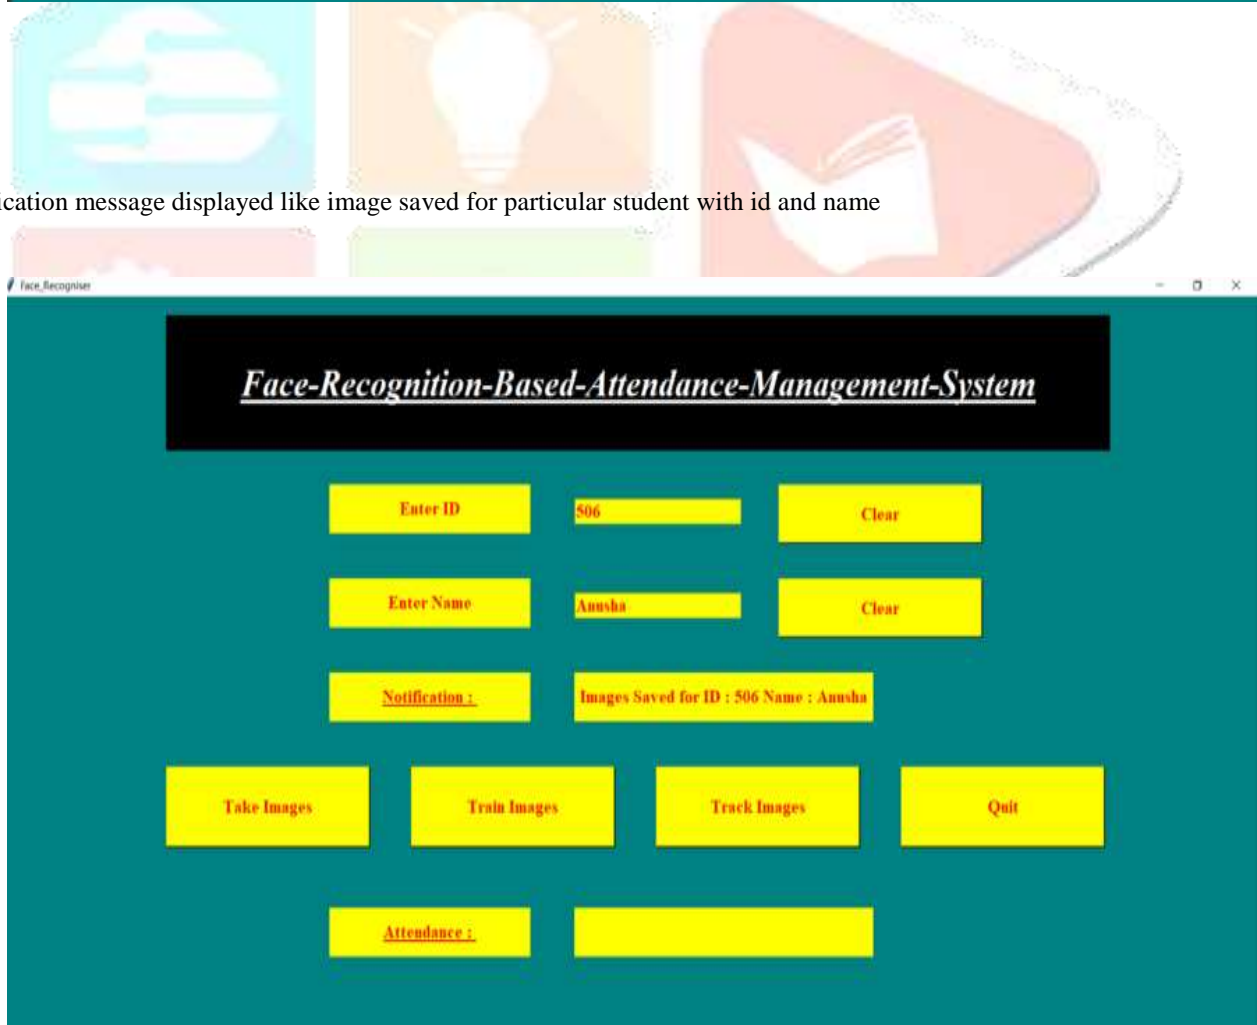 ication message displayed like image saved for particular student with id and name
Face_Recogniser
Face-Recognition-Based-Attendance-Management-System
Enter ID 506 Clear
Enter Name Anusha Clear
Notification : Images Saved for ID : 506 Name : Anusha
Take Images Train Images Track Images Quit
Attendance :